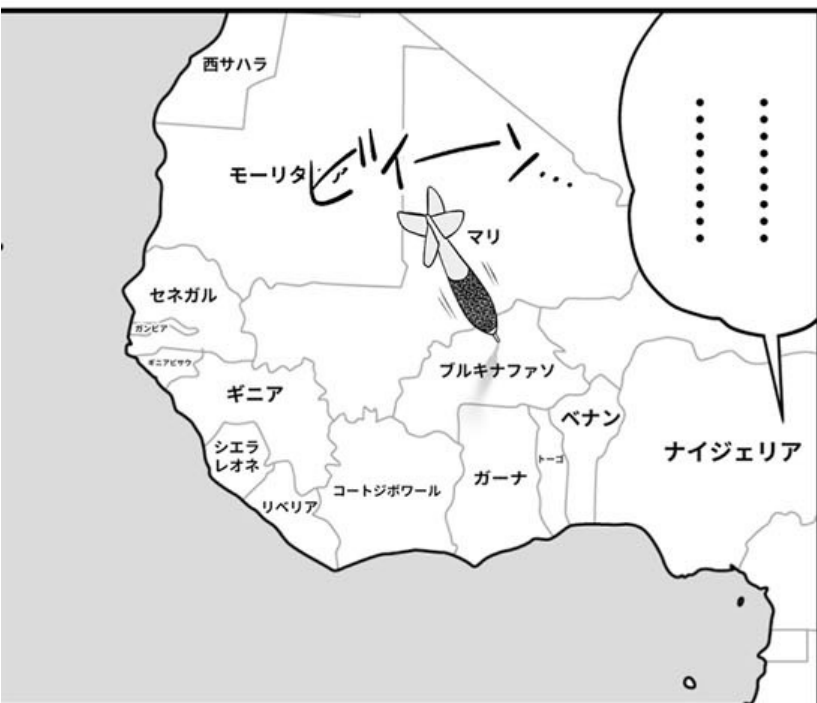 西サハラ
ビィーン…
モーリタ
マリ
セネガル
ガンビア
ギニアビサウ
ブルキナファソ
ギニア
ベナン
シエラ
レオネ
ナイジェリア
トーゴ
ガーナ
コートジボワール
リベリア
………
………